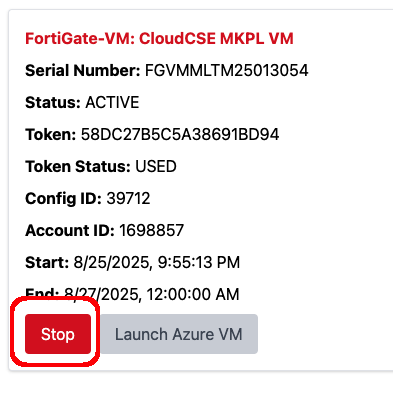 FortiGate-VM: CloudCSE MKPL VM
Serial Number: FGVMMLTM25013054
Status: ACTIVE
Token: 58DC27B5C5A38691BD94
Token Status: USED
Config ID: 39712
Account ID: 1698857
Start: 8/25/2025, 9:55:13 PM
End: 8/27/2025, 12:00:00 AM
Stop Launch Azure VM